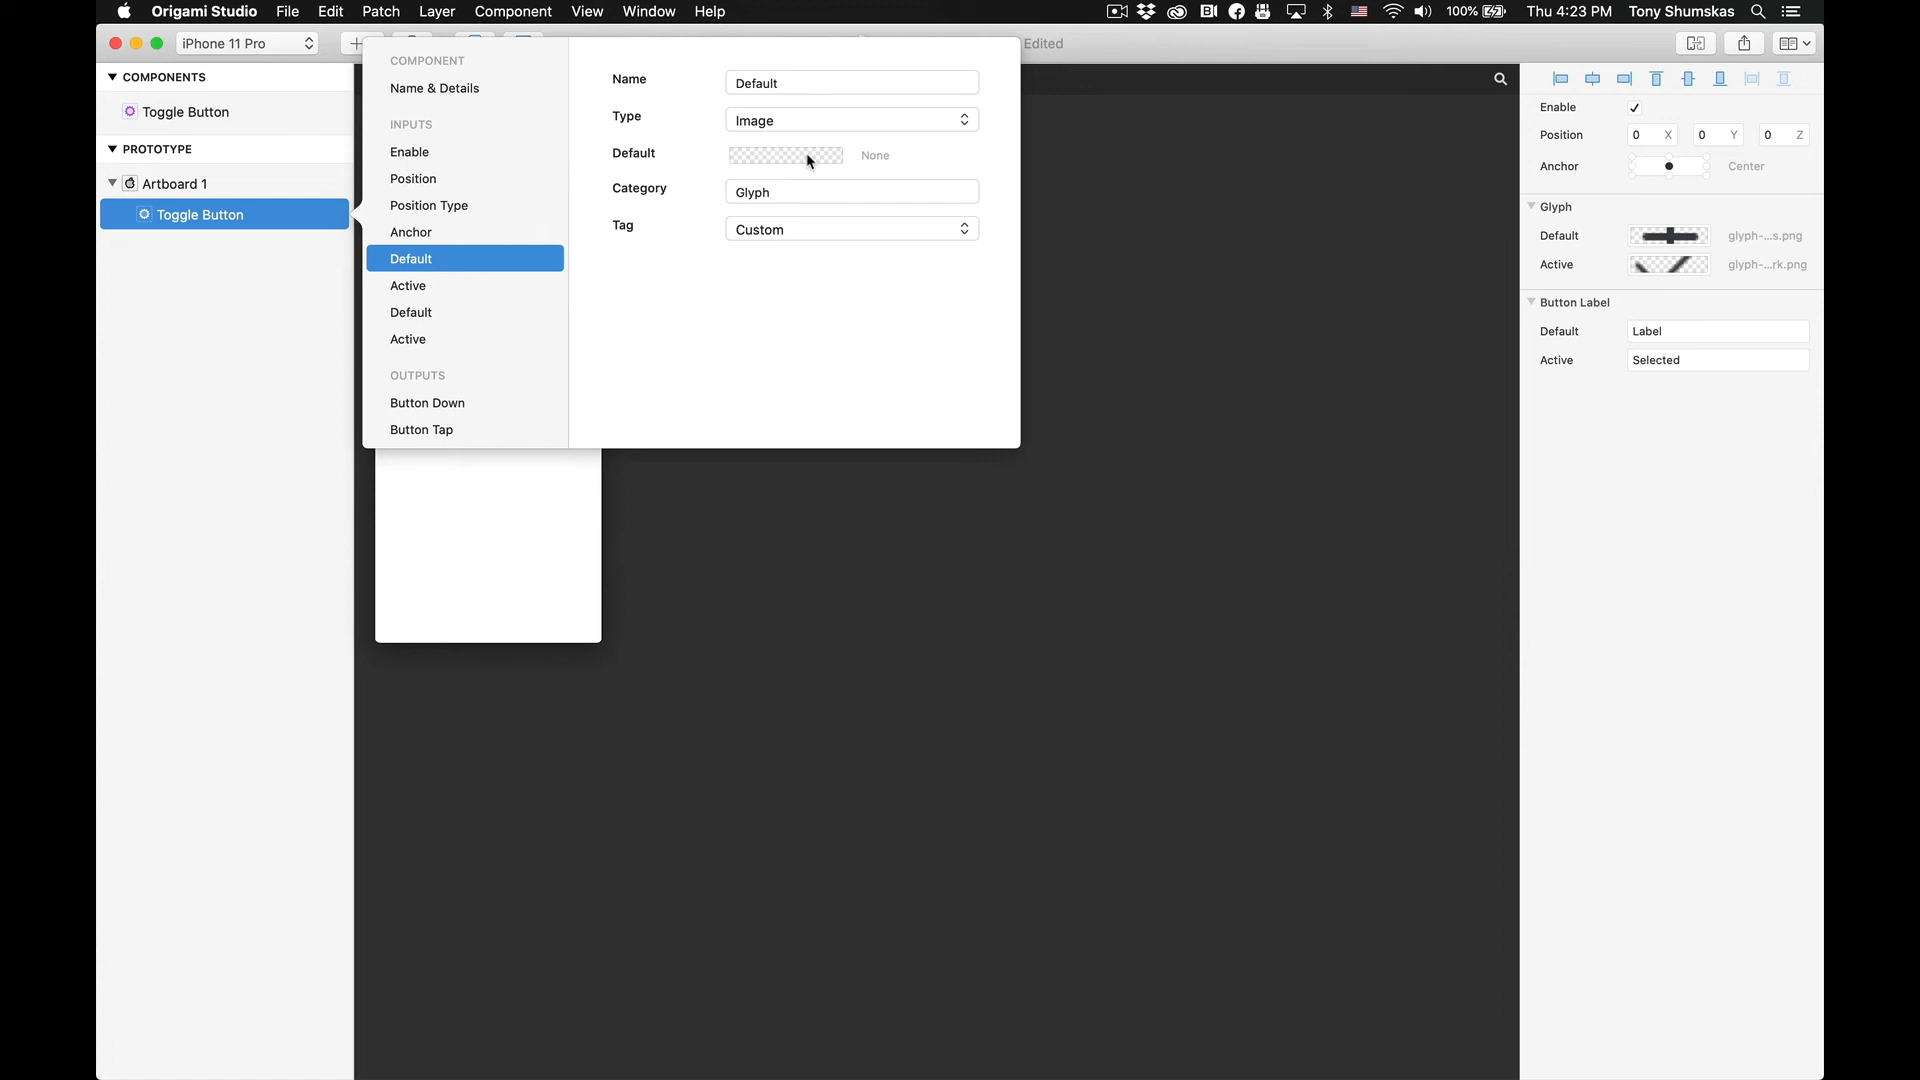 Origami Studio File Edit Patch Layer Component View Window Help 100% Thu 4:23 PM Tony Shumskas
iPhone 11 Pro
Edited
COMPONENTS
Toggle Button
PROTOTYPE
Artboard 1
Toggle Button
COMPONENT
Name & Details
INPUTS
Enable
Position
Position Type
Anchor
Default
Active
Default
Active
OUTPUTS
Button Down
Button Tap
Name Default
Type Image
Default None
Category Glyph
Tag Custom
Enable
Position 0 X 0 Y 0 Z
Anchor Center
Glyph
Default glyph-...s.png
Active glyph-...rk.png
Button Label
Default Label
Active Selected